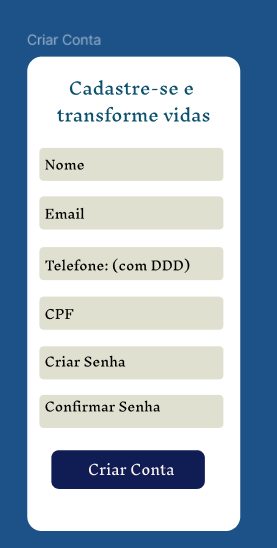 Criar Conta
Cadastre-se e
transforme vidas
Nome
Email
Telefone: (com DDD)
CPF
Criar Senha
Confirmar Senha
Criar Conta